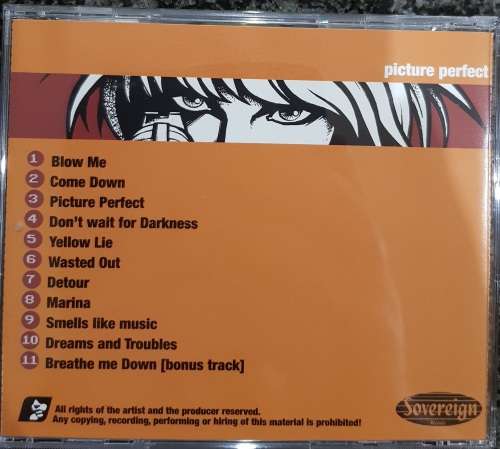 picture perfect
1 Blow Me
2 Come Down
3 Picture Perfect
4 Don't wait for Darkness
5 Yellow Lie
6 Wasted Out
7 Detour
8 Marina
9 Smells like music
10 Dreams and Troubles
11 Breathe me Down [bonus track]
All rights of the artist and the producer reserved.
Any copying, recording, performing or hiring of this material is prohibited!
Sovereign